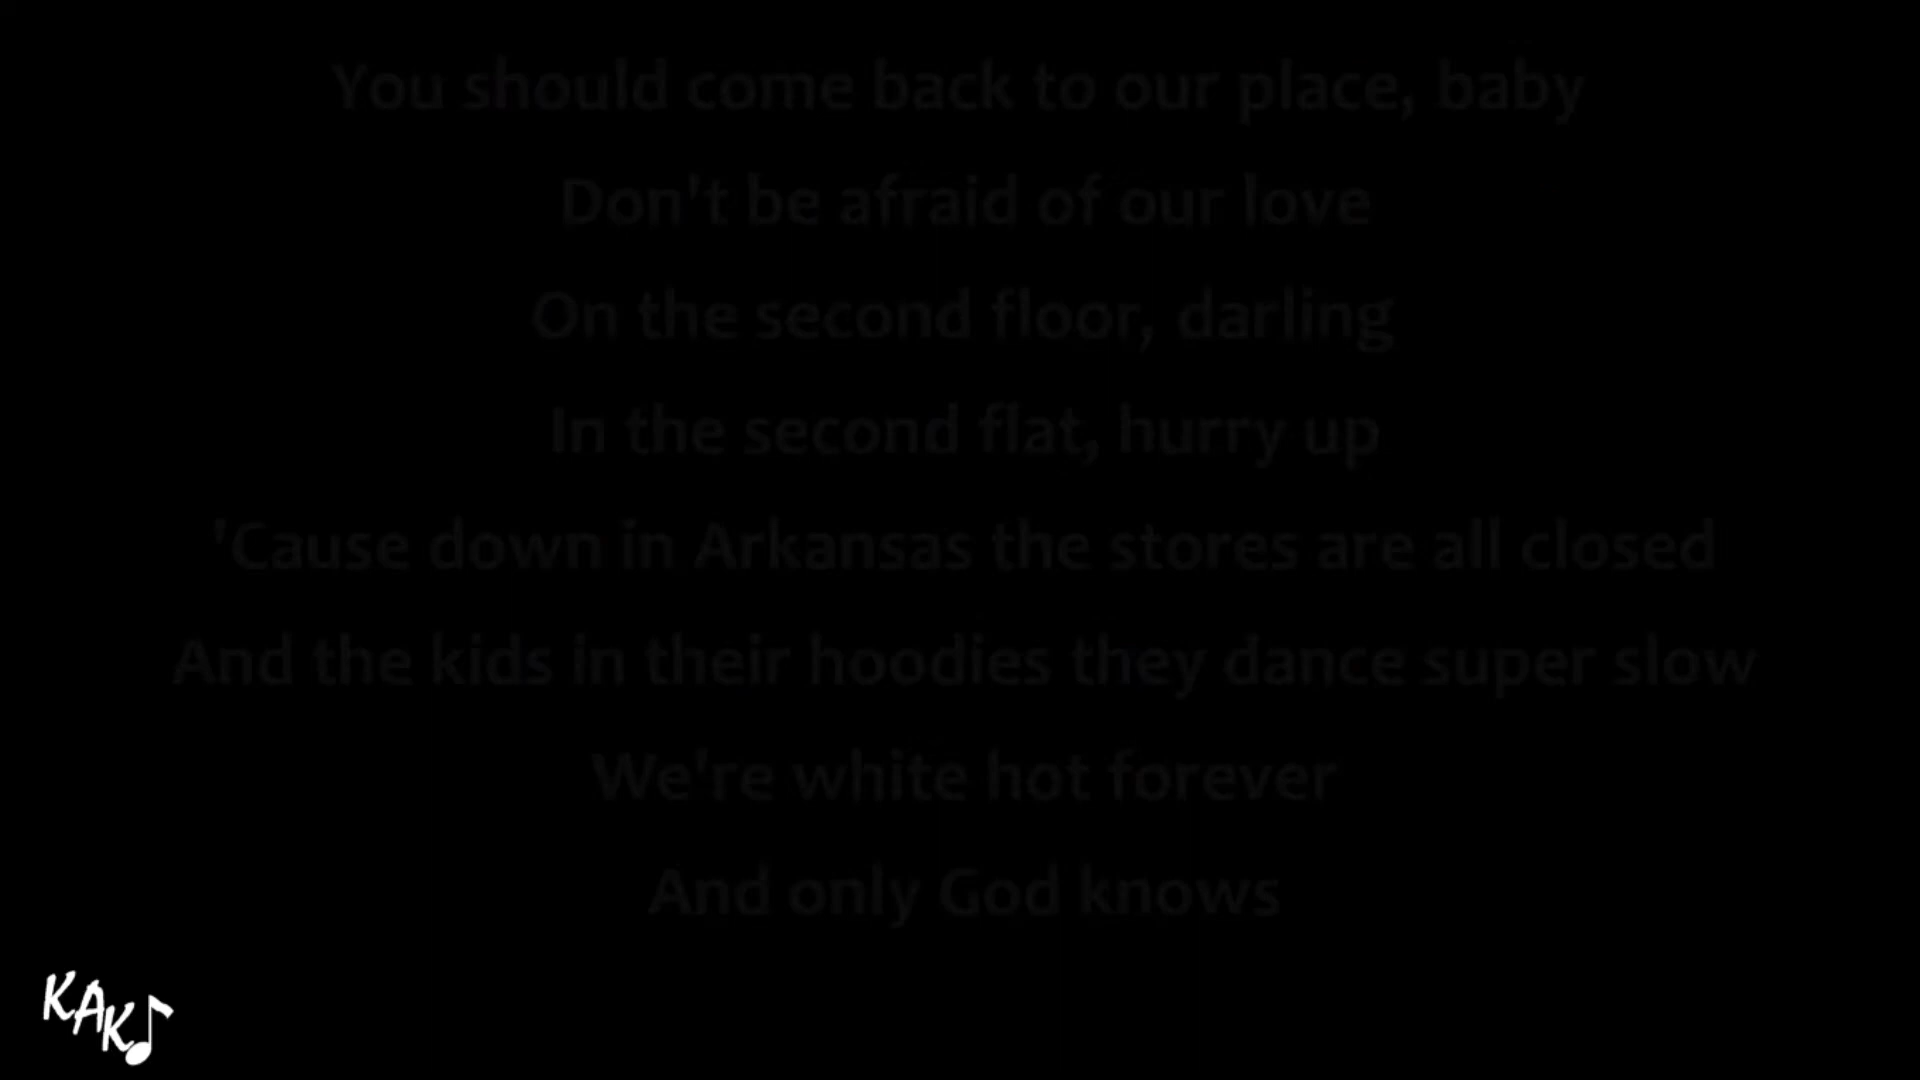 You should come back to our place, baby
Don't be afraid of our love
On the second floor, darling
In the second flat, hurry up
'Cause down in Arkansas the stores are all closed
And the kids in their hoodies they dance super slow
We're white hot forever
And only God knows
KAK